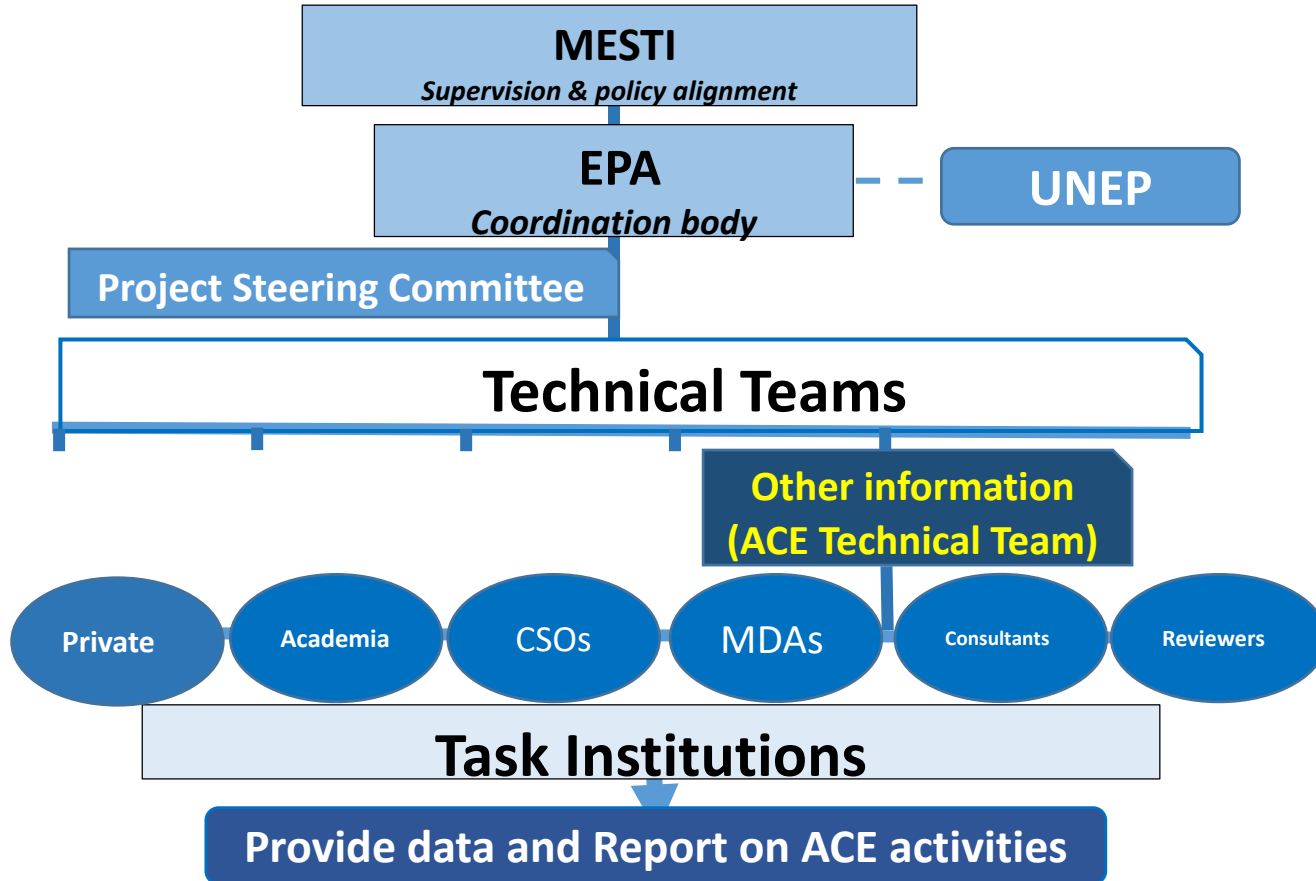 MESTI
Supervision & policy alignment
EPA
Coordination body
UNEP
Project Steering Committee
Technical Teams
Other information
(ACE Technical Team)
Private
Academia
CSOs
MDAs
Consultants
Reviewers
Task Institutions
Provide data and Report on ACE activities